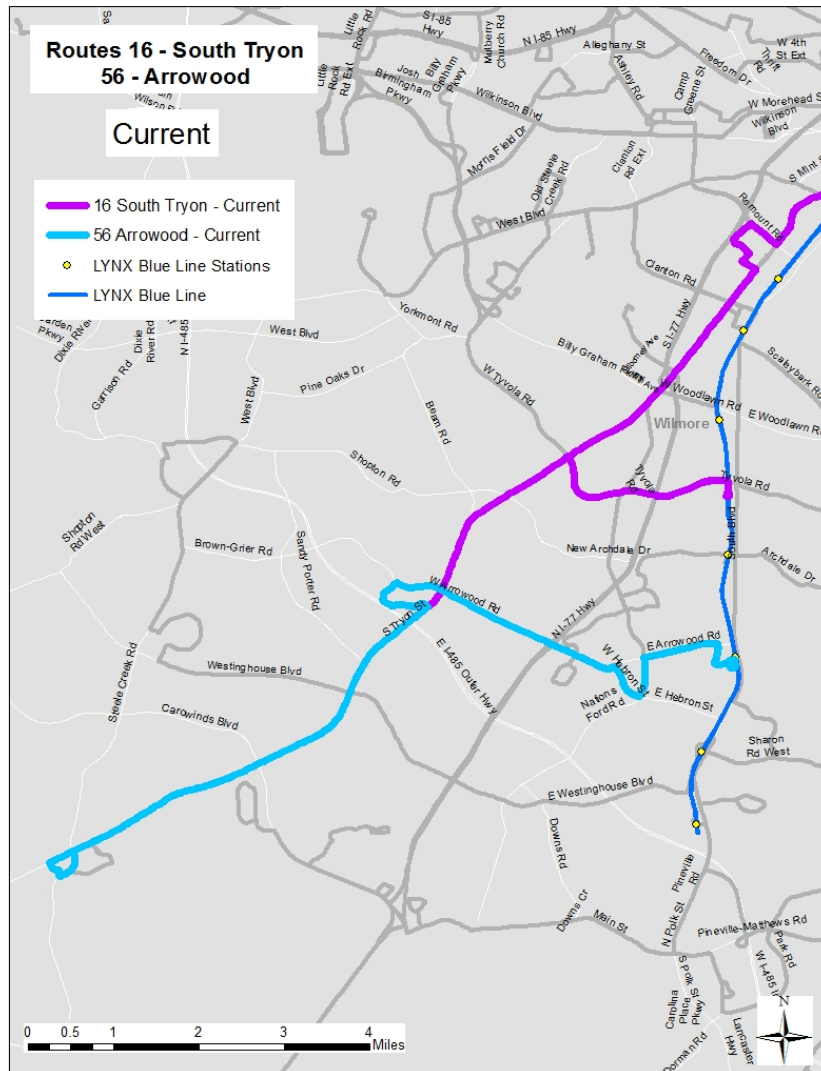 Routes 16 - South Tryon
56 - Arrowood
Current
16 South Tryon - Current
56 Arrowood - Current
LYNX Blue Line Stations
LYNX Blue Line
Little
Rock Rd
S I-85
Hwy
Mulberry
Church Rd
N I-85 Hwy
Alleghany St
W 4th
St Ext
Thrift
Rd
Freedom Dr
Little
Rock
Rd Ext
Josh
Birmingham
Pkwy
Billy
Graham
Pkwy
Ashley Rd
Camp
Greene St
Wilkinson Blvd
W Morehead S
Wilkinson
Blvd
Morris Field Dr
Clanton
Rd Ext
Old Steele
Creek Rd
S Mint S
West Blvd
Remount Rd
Clanton Rd
S I-77 Hwy
Pkwy
Dixie River
Dixie
River Rd
N I-485
West Blvd
Yorkmont Rd
Garrison Rd
Pine Oaks Dr
W Tyvola Rd
Billy Graham
W Woodlawn Rd
E Woodlawn Rd
Scaleybark Rd
West Blvd
Beam Rd
Wilmore
Shopton Rd
Tyvola
Rd
Tyvola Rd
Shopton
Rd West
Brown-Grier Rd
Sandy Porter Rd
New Archdale Dr
South Blvd
Archdale Dr
W Arrowood Rd
S Tryon St
N I-77 Hwy
E Arrowood Rd
E I-485 Outer Hwy
W Hebron St
E Hebron St
Nations
Ford Rd
Westinghouse Blvd
Steele Creek Rd
Carowinds Blvd
Sharon
Rd West
E Westinghouse Blvd
Downs Rd
Downs Cr
Main St
Pineville
Rd
N Polk St
Pineville-Matthews Rd
Park Rd
W I-485 I
S Polk St
Pkwy
Carolina
Place
Dorman Rd
Lancaster
Hwy
N
0 0.5 1 2 3 4
Miles